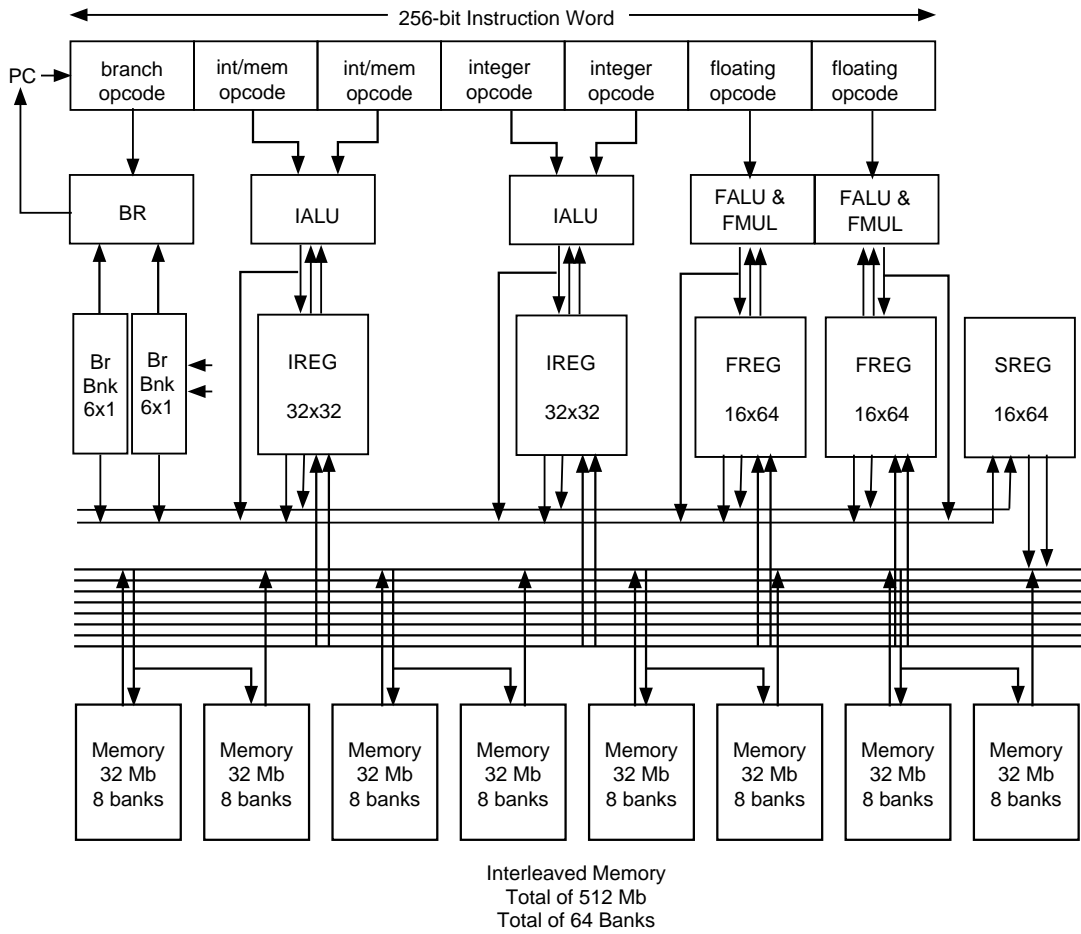 256-bit Instruction Word
PC
branch
opcode
int/mem
opcode
int/mem
opcode
integer
opcode
integer
opcode
floating
opcode
floating
opcode
BR
IALU
IALU
FALU &
FMUL
FALU &
FMUL
Br
Bnk
6x1
Br
Bnk
6x1
IREG
32x32
IREG
32x32
FREG
16x64
FREG
16x64
SREG
16x64
Memory
32 Mb
8 banks
Memory
32 Mb
8 banks
Memory
32 Mb
8 banks
Memory
32 Mb
8 banks
Memory
32 Mb
8 banks
Memory
32 Mb
8 banks
Memory
32 Mb
8 banks
Memory
32 Mb
8 banks
Interleaved Memory
Total of 512 Mb
Total of 64 Banks